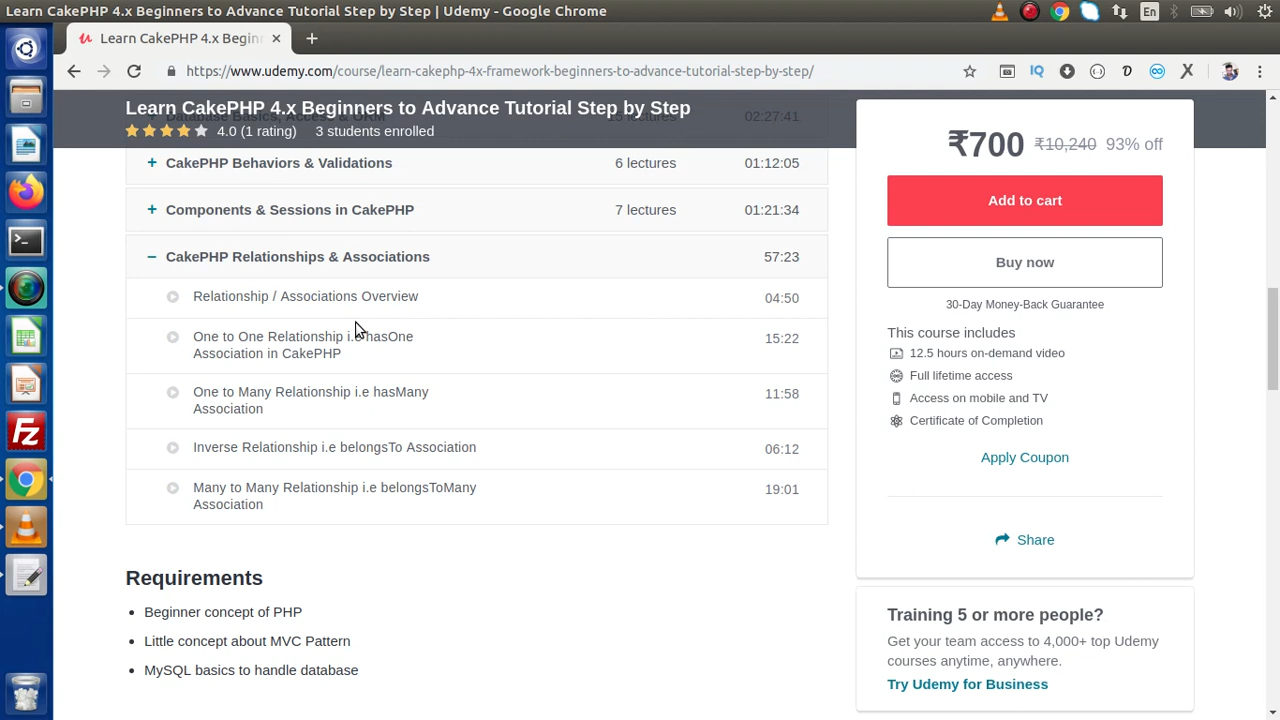 Learn CakePHP 4.x Beginners to Advance Tutorial Step by Step | Udemy - Google Chrome
En
Learn CakePHP 4.x Beginn
https://www.udemy.com/course/learn-cakephp-4x-framework-beginners-to-advance-tutorial-step-by-step/
IQ
D
X
Learn CakePHP 4.x Beginners to Advance Tutorial Step by Step
4.0 (1 rating) 3 students enrolled
Database Basics, Access & ORM 15 lectures 02:27:41
+ CakePHP Behaviors & Validations 6 lectures 01:12:05
+ Components & Sessions in CakePHP 7 lectures 01:21:34
− CakePHP Relationships & Associations 57:23
Relationship / Associations Overview 04:50
One to One Relationship i.e hasOne 15:22
Association in CakePHP
One to Many Relationship i.e hasMany 11:58
Association
Inverse Relationship i.e belongsTo Association 06:12
Many to Many Relationship i.e belongsToMany 19:01
Association
Requirements
• Beginner concept of PHP
• Little concept about MVC Pattern
• MySQL basics to handle database
₹700 ₹10,240 93% off
Add to cart
Buy now
30-Day Money-Back Guarantee
This course includes
12.5 hours on-demand video
Full lifetime access
Access on mobile and TV
Certificate of Completion
Apply Coupon
Share
Training 5 or more people?
Get your team access to 4,000+ top Udemy
courses anytime, anywhere.
Try Udemy for Business
Fz